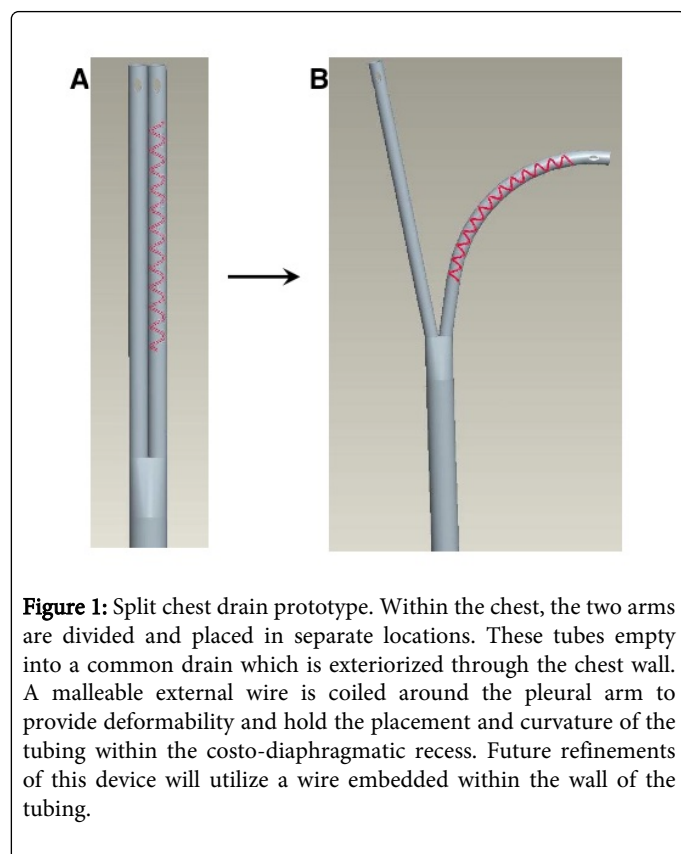 A
B
Figure 1: Split chest drain prototype. Within the chest, the two arms
are divided and placed in separate locations. These tubes empty
into a common drain which is exteriorized through the chest wall.
A malleable external wire is coiled around the pleural arm to
provide deformability and hold the placement and curvature of the
tubing within the costo-diaphragmatic recess. Future refinements
of this device will utilize a wire embedded within the wall of the
tubing.